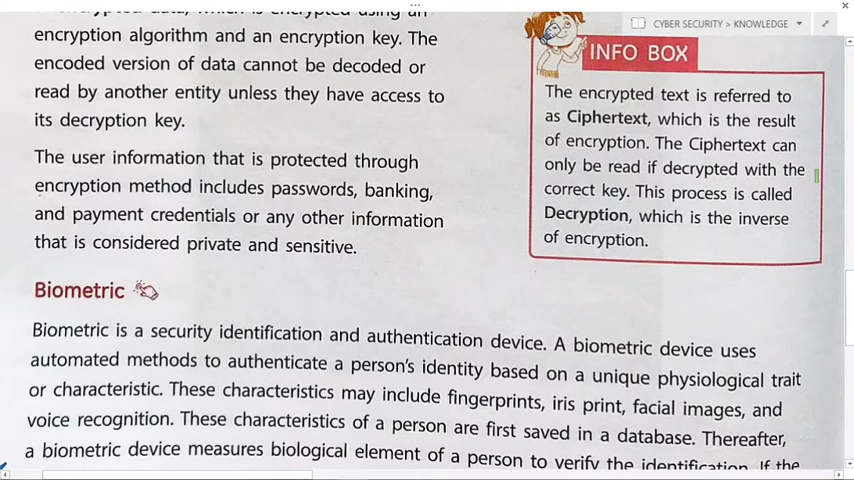 CYBER SECURITY > KNOWLEDGE
encryption algorithm and an encryption key. The
encoded version of data cannot be decoded or
read by another entity unless they have access to
its decryption key.
The user information that is protected through
encryption method includes passwords, banking,
and payment credentials or any other information
that is considered private and sensitive.
INFO BOX
The encrypted text is referred to
as Ciphertext, which is the result
of encryption. The Ciphertext can
only be read if decrypted with the
correct key. This process is called
Decryption, which is the inverse
of encryption.
Biometric
Biometric is a security identification and authentication device. A biometric device uses
automated methods to authenticate a person's identity based on a unique physiological trait
or characteristic. These characteristics may include fingerprints, iris print, facial images, and
voice recognition. These characteristics of a person are first saved in a database. Thereafter,
a biometric device measures biological element of a person to verify the identification. If the